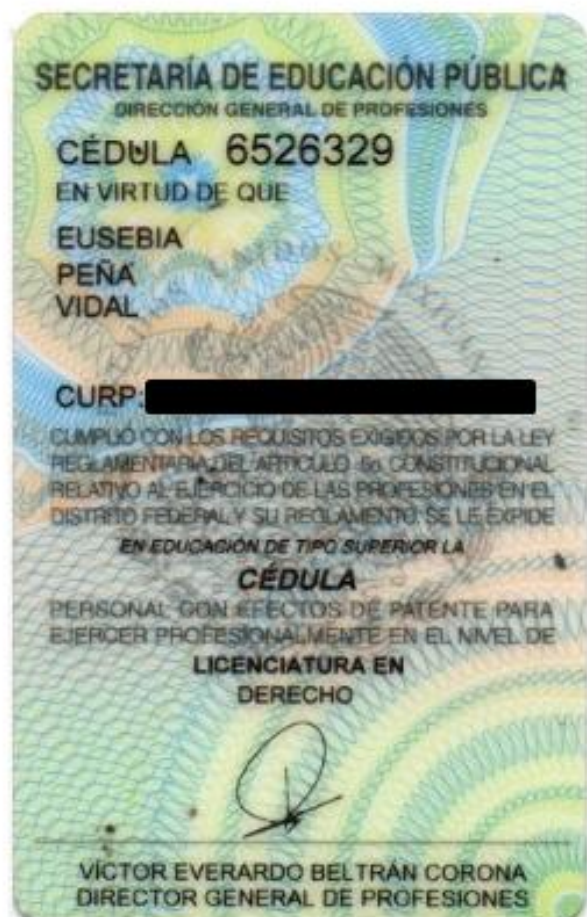 SECRETARÍA DE EDUCACIÓN PÚBLICA
DIRECCIÓN GENERAL DE PROFESIONES
CÉDULA 6526329
EN VIRTUD DE QUE
EUSEBIA
PEÑA
VIDAL
CURP:
CUMPLIÓ CON LOS REQUISITOS EXIGIDOS POR LA LEY
REGLAMENTARIA DEL ARTÍCULO 5o. CONSTITUCIONAL
RELATIVO AL EJERCICIO DE LAS PROFESIONES EN EL
DISTRITO FEDERAL Y SU REGLAMENTO, SE LE EXPIDE
EN EDUCACIÓN DE TIPO SUPERIOR LA
CÉDULA
PERSONAL CON EFECTOS DE PATENTE PARA
EJERCER PROFESIONALMENTE EN EL NIVEL DE
LICENCIATURA EN
DERECHO
VÍCTOR EVERARDO BELTRÁN CORONA
DIRECTOR GENERAL DE PROFESIONES